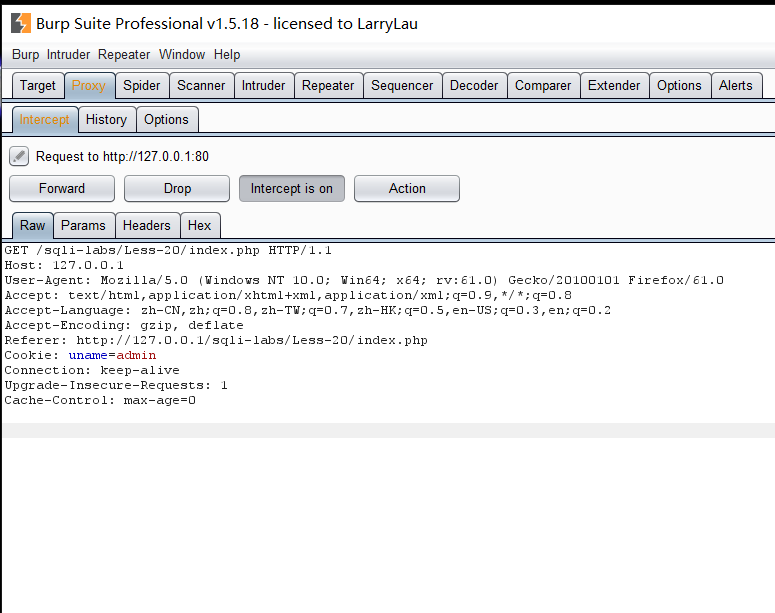 Burp Suite Professional v1.5.18 - licensed to LarryLau
Burp Intruder Repeater Window Help
Target Proxy Spider Scanner Intruder Repeater Sequencer Decoder Comparer Extender Options Alerts
Intercept History Options
Request to http://127.0.0.1:80
Forward Drop Intercept is on Action
Raw Params Headers Hex
GET /sqli-labs/Less-20/index.php HTTP/1.1
Host: 127.0.0.1
User-Agent: Mozilla/5.0 (Windows NT 10.0; Win64; x64; rv:61.0) Gecko/20100101 Firefox/61.0
Accept: text/html,application/xhtml+xml,application/xml;q=0.9,*/*;q=0.8
Accept-Language: zh-CN,zh;q=0.8,zh-TW;q=0.7,zh-HK;q=0.5,en-US;q=0.3,en;q=0.2
Accept-Encoding: gzip, deflate
Referer: http://127.0.0.1/sqli-labs/Less-20/index.php
Cookie: uname=admin
Connection: keep-alive
Upgrade-Insecure-Requests: 1
Cache-Control: max-age=0